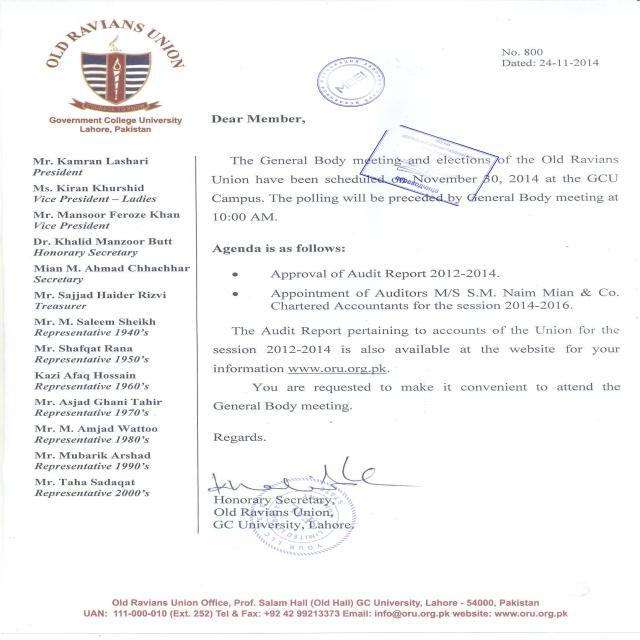 OLD RAVIANS UNION
COURAGE TO KNOW
Government College University
Lahore, Pakistan
No. 800
Dated: 24-11-2014
Mr. Kamran Lashari
President
Ms. Kiran Khurshid
Vice President – Ladies
Mr. Mansoor Feroze Khan
Vice President
Dr. Khalid Manzoor Butt
Honorary Secretary
Mian M. Ahmad Chhachhar
Secretary
Mr. Sajjad Haider Rizvi
Treasurer
Mr. M. Saleem Sheikh
Representative 1940's
Mr. Shafqat Rana
Representative 1950's
Kazi Afaq Hossain
Representative 1960's
Mr. Asjad Ghani Tahir
Representative 1970's
Mr. M. Amjad Wattoo
Representative 1980's
Mr. Mubarik Arshad
Representative 1990's
Mr. Taha Sadaqat
Representative 2000's
Dear Member,
The General Body meeting and elections of the Old Ravians
Union have been scheduled on November 30, 2014 at the GCU
Campus. The polling will be preceded by General Body meeting at
10:00 AM.
Agenda is as follows:
• Approval of Audit Report 2012-2014.
• Appointment of Auditors M/S S.M. Naim Mian & Co.
Chartered Accountants for the session 2014-2016.
The Audit Report pertaining to accounts of the Union for the
session 2012-2014 is also available at the website for your
information www.oru.org.pk.
You are requested to make it convenient to attend the
General Body meeting.
Regards.
Honorary Secretary,
Old Ravians Union,
GC University, Lahore.
YOUR LLC
LIMITED
Old Ravians Union Office, Prof. Salam Hall (Old Hall) GC University, Lahore - 54000, Pakistan
UAN: 111-000-010 (Ext. 252) Tel & Fax: +92 42 99213373 Email: info@oru.org.pk website: www.oru.org.pk